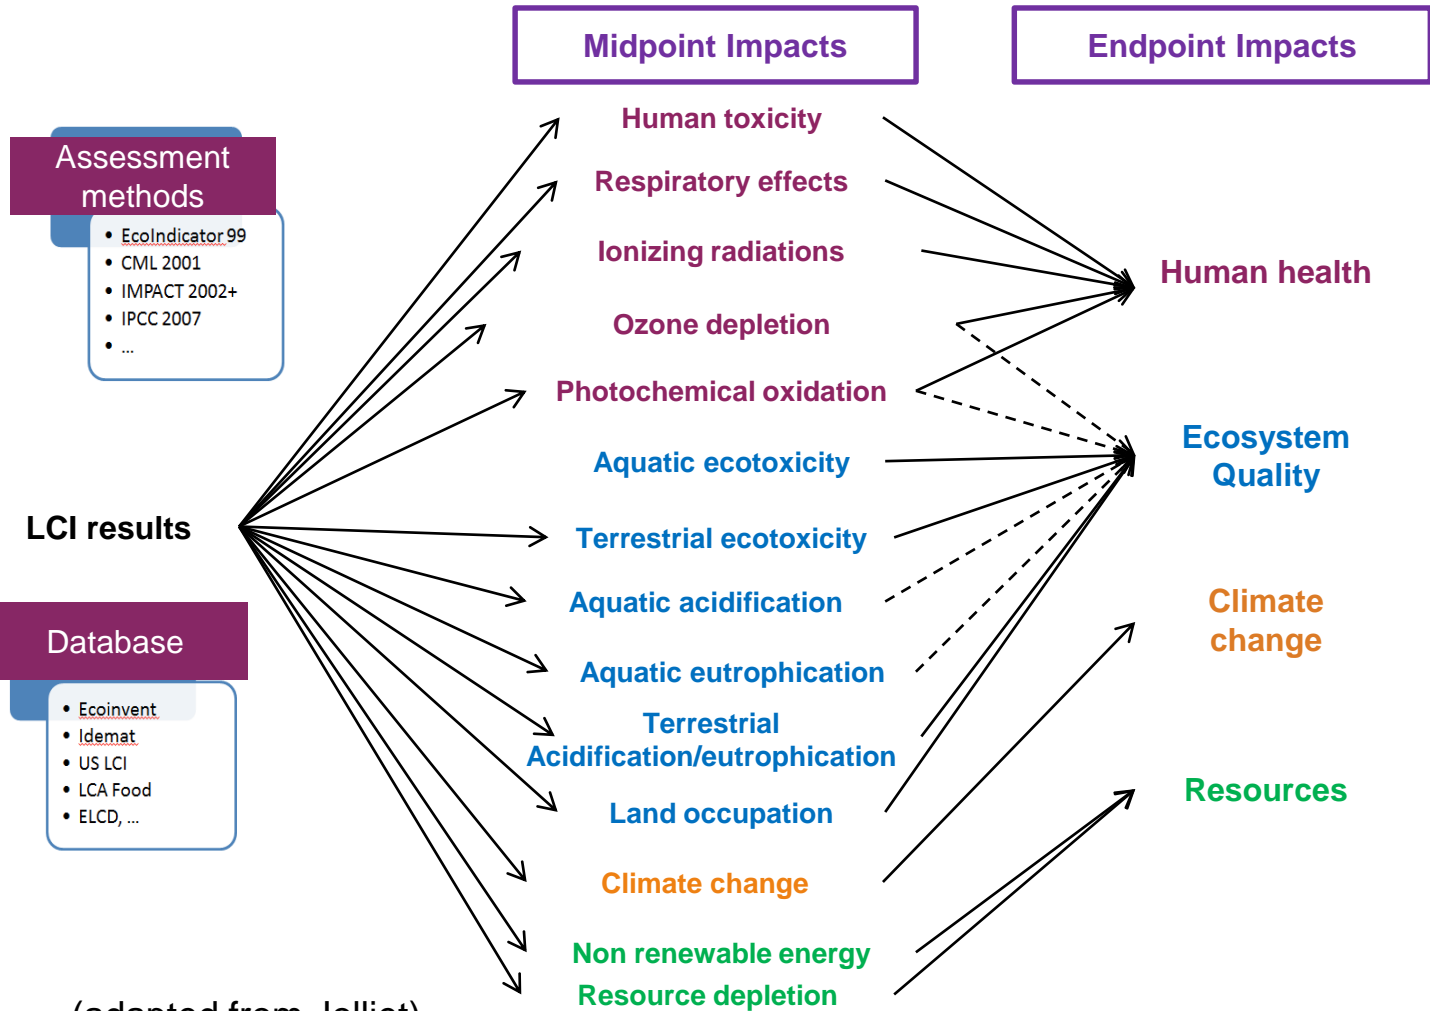 Midpoint Impacts
Endpoint Impacts
Assessment
methods
• EcoIndicator 99
• CML 2001
• IMPACT 2002+
• IPCC 2007
• ...
LCI results
Database
• Ecoinvent
• Idemat
• US LCI
• LCA Food
• ELCD, ...
Human toxicity
Respiratory effects
Ionizing radiations
Ozone depletion
Photochemical oxidation
Aquatic ecotoxicity
Terrestrial ecotoxicity
Aquatic acidification
Aquatic eutrophication
Terrestrial
Acidification/eutrophication
Land occupation
Climate change
Non renewable energy
Resource depletion
Human health
Ecosystem
Quality
Climate
change
Resources
(adapted from Jolliet)